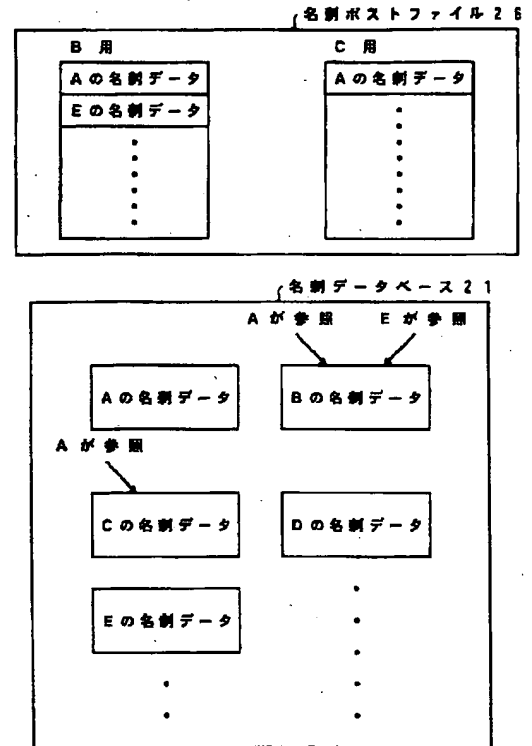 名刺ポストファイル26
B用 C用
Aの名刺データ Aの名刺データ
Eの名刺データ
名刺データベース21
Aが参照 Eが参照
Aの名刺データ Bの名刺データ
Aが参照
Cの名刺データ Dの名刺データ
Eの名刺データ